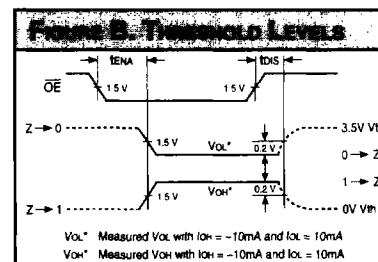 FIGURE B. THRESHOLD LEVELS
tENA
tDIS
OE
1.5 V
1.5 V
Z → 0
1.5 V
VOL*
0.2 V
3.5V Vth
0 → Z
Z → 1
1.5 V
VOH*
0.2 V
1 → Z
0V Vth
VOL* Measured VOL with IOH = -10mA and IOL = 10mA
VOH* Measured VOH with IOH = -10mA and IOL = 10mA